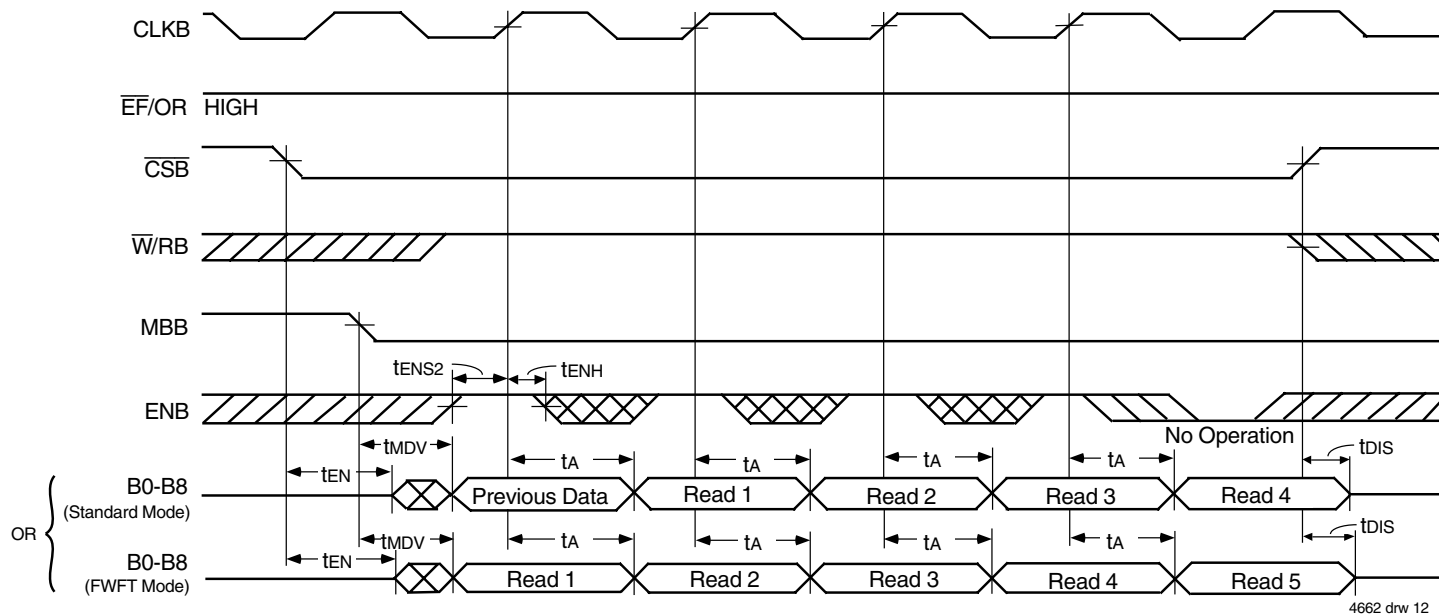 CLKB
EF/OR HIGH
CSB
W/RB
MBB
tENS2 tENH
ENB
No Operation
tMDV
tEN tA tA tA tA tDIS
B0-B8 Previous Data Read 1 Read 2 Read 3 Read 4
(Standard Mode)
OR
tMDV tDIS
tEN tA tA tA tA
B0-B8 Read 1 Read 2 Read 3 Read 4 Read 5
(FWFT Mode)
4662 drw 12